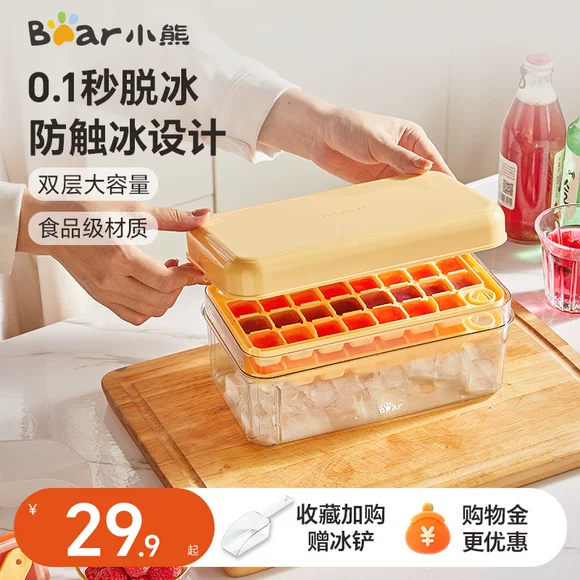 Bear小熊
0.1秒脱冰
防触冰设计
双层大容量
食品级材质
Bear
¥29.9起
收藏加购
赠冰铲
¥
购物金
更优惠